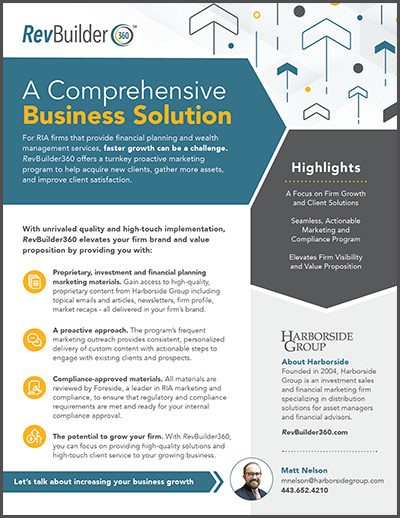 RevBuilder 360 SM
A Comprehensive
Business Solution
For RIA firms that provide financial planning and wealth
management services, faster growth can be a challenge.
RevBuilder360 offers a turnkey proactive marketing
program to help acquire new clients, gather more assets,
and improve client satisfaction.
Highlights
A Focus on Firm Growth
and Client Solutions
Seamless, Actionable
Marketing and
Compliance Program
Elevates Firm Visibility
and Value Proposition
With unrivaled quality and high-touch implementation,
RevBuilder360 elevates your firm brand and value
proposition by providing you with:
Proprietary, investment and financial planning
marketing materials. Gain access to high-quality,
proprietary content from Harborside Group including
topical emails and articles, newsletters, firm profile,
market recaps - all delivered in your firm's brand.
A proactive approach. The program's frequent
marketing outreach provides consistent, personalized
delivery of custom content with actionable steps to
engage with existing clients and prospects.
Compliance-approved materials. All materials are
reviewed by Foreside, a leader in RIA marketing and
compliance, to ensure that regulatory and compliance
requirements are met and ready for your internal
compliance approval.
The potential to grow your firm. With RevBuilder360,
you can focus on providing high-quality solutions and
high-touch client service to your growing business.
HARBORSIDE
GROUP
About Harborside
Founded in 2004, Harborside
Group is an investment sales
and financial marketing firm
specializing in distribution
solutions for asset managers
and financial advisors.
RevBuilder360.com
Let's talk about increasing your business growth
Matt Nelson
mnelson@harborsidegroup.com
443.652.4210